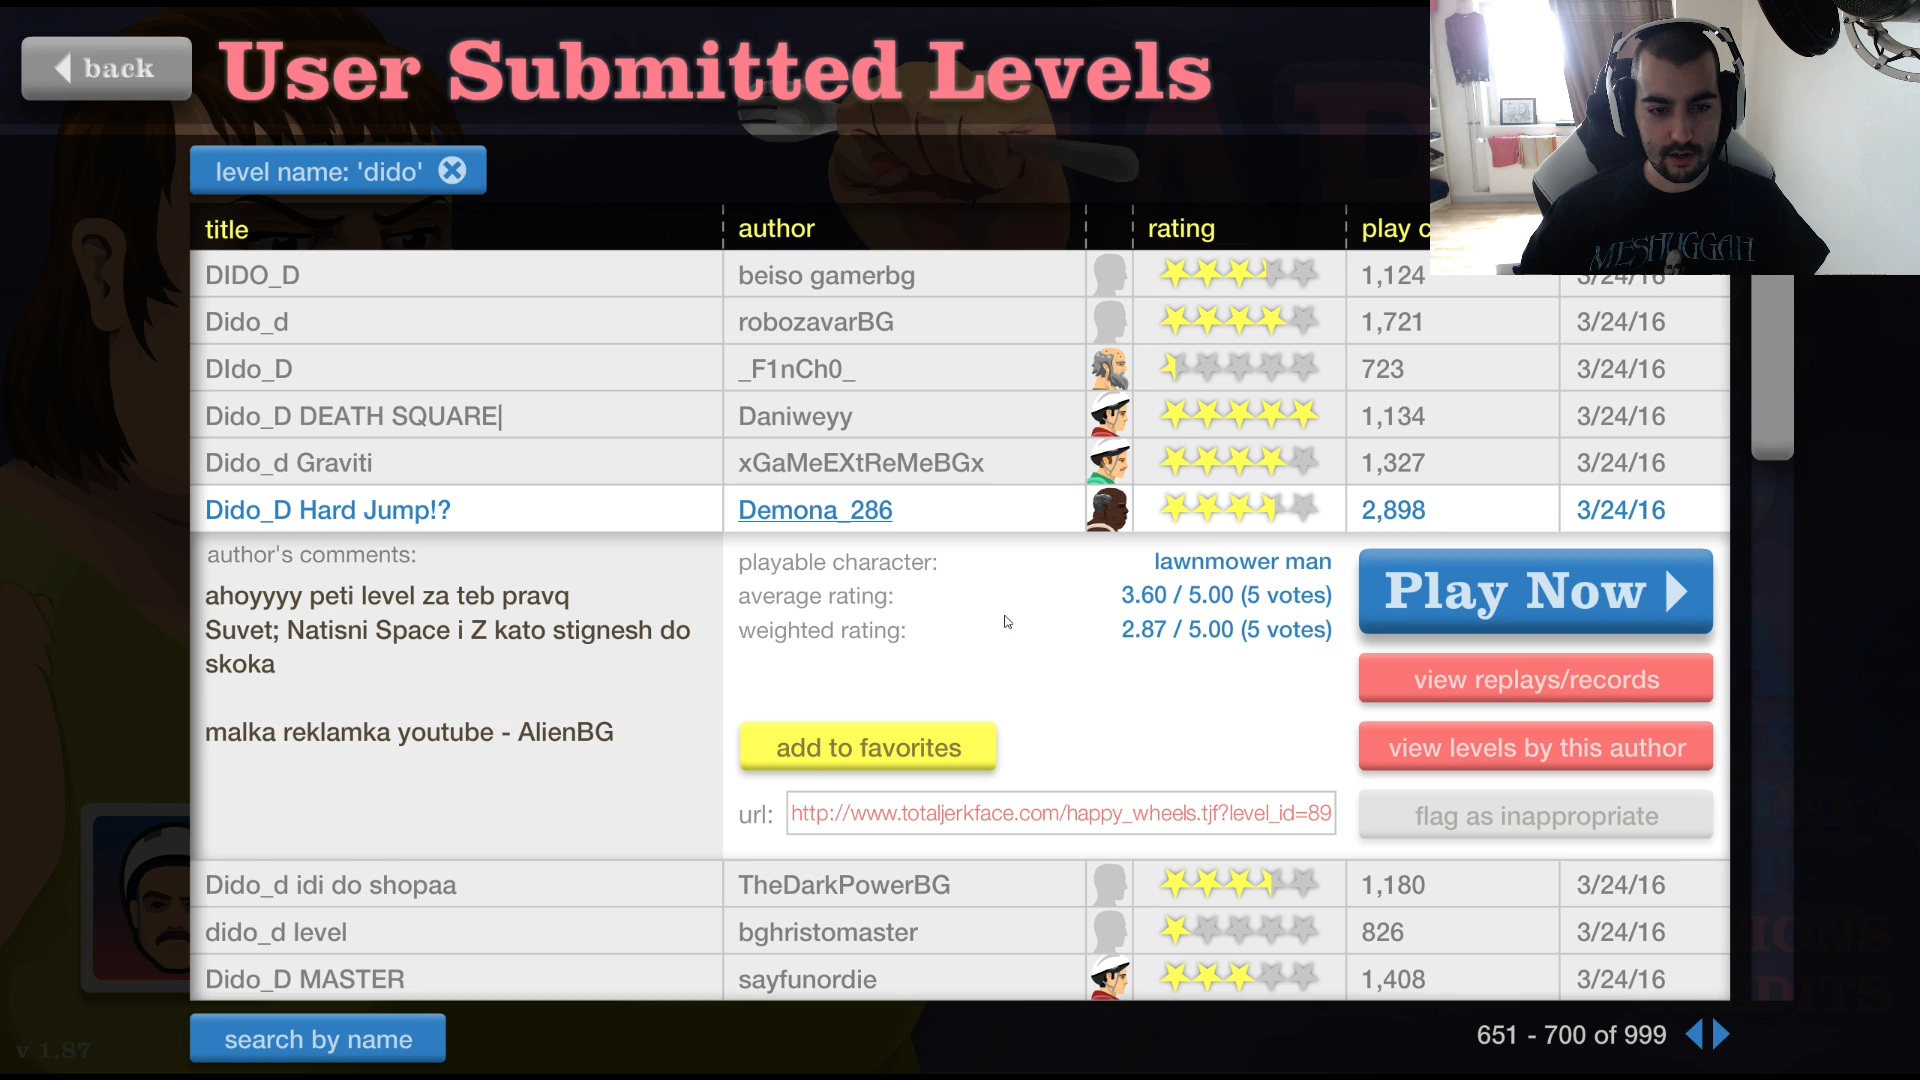 back
User Submitted Levels
level name: 'dido'
title author rating play c
MESHUGGAH
DIDO_D beiso gamerbg 1,124 3/24/16
Dido_d robozavarBG 1,721 3/24/16
DIdo_D _F1nCh0_ 723 3/24/16
Dido_D DEATH SQUARE| Daniweyy 1,134 3/24/16
Dido_d Graviti xGaMeEXtReMeBGx 1,327 3/24/16
Dido_D Hard Jump!? Demona_286 2,898 3/24/16
author's comments:
ahoyyyy peti level za teb pravq
Suvet; Natisni Space i Z kato stignesh do
skoka
malka reklamka youtube - AlienBG
playable character: lawnmower man
average rating: 3.60 / 5.00 (5 votes)
weighted rating: 2.87 / 5.00 (5 votes)
add to favorites
url: http://www.totaljerkface.com/happy_wheels.tjf?level_id=89
Play Now
view replays/records
view levels by this author
flag as inappropriate
Dido_d idi do shopaa TheDarkPowerBG 1,180 3/24/16
dido_d level bghristomaster 826 3/24/16
Dido_D MASTER sayfunordie 1,408 3/24/16
search by name
651 - 700 of 999
v 1.87